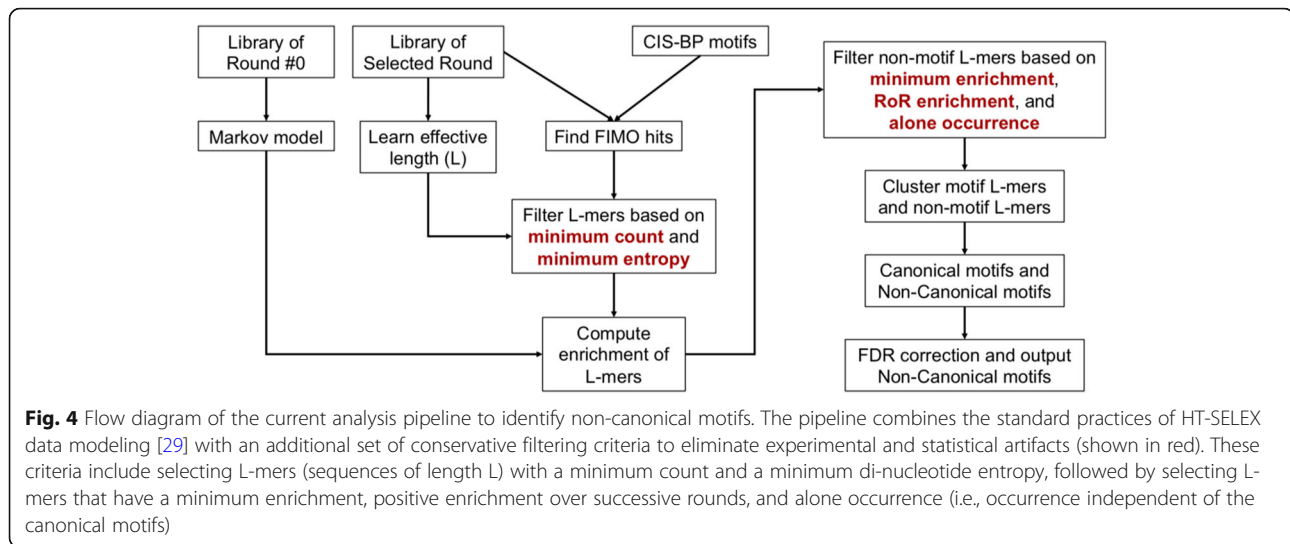 Library of
Round #0
Library of
Selected Round
CIS-BP motifs
Markov model
Learn effective
length (L)
Find FIMO hits
Filter L-mers based on
minimum count and
minimum entropy
Compute
enrichment of
L-mers
Filter non-motif L-mers based on
minimum enrichment,
RoR enrichment, and
alone occurrence
Cluster motif L-mers
and non-motif L-mers
Canonical motifs and
Non-Canonical motifs
FDR correction and output
Non-Canonical motifs
Fig. 4 Flow diagram of the current analysis pipeline to identify non-canonical motifs. The pipeline combines the standard practices of HT-SELEX
data modeling [29] with an additional set of conservative filtering criteria to eliminate experimental and statistical artifacts (shown in red). These
criteria include selecting L-mers (sequences of length L) with a minimum count and a minimum di-nucleotide entropy, followed by selecting L-
mers that have a minimum enrichment, positive enrichment over successive rounds, and alone occurrence (i.e., occurrence independent of the
canonical motifs)